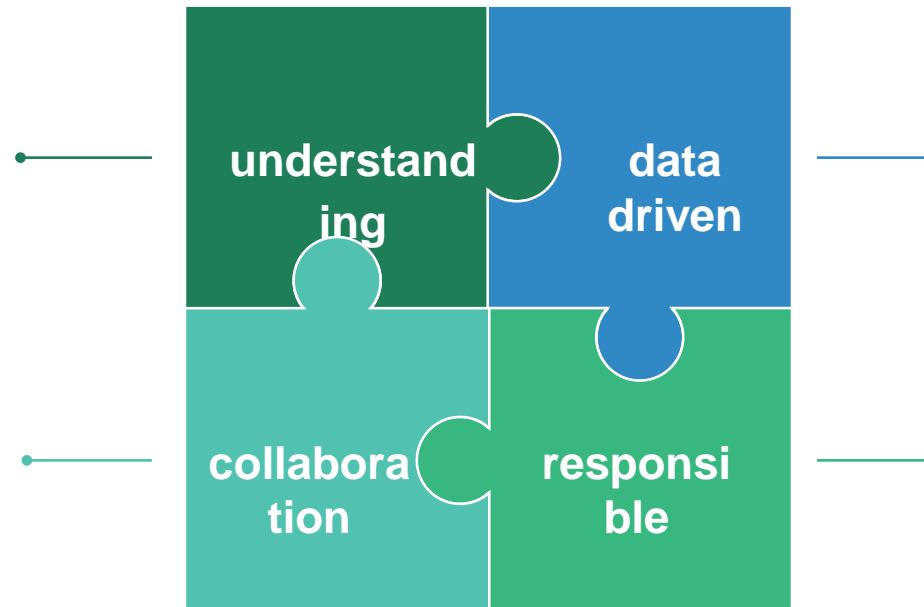 understand
ing
data
driven
collabora
tion
responsi
ble